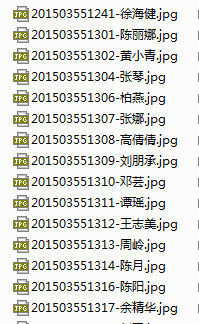 201503551241-徐海健.jpg
201503551301-陈丽娜.jpg
201503551302-董小青.jpg
201503551304-张琴.jpg
201503551306-柏燕.jpg
201503551307-张娜.jpg
201503551308-高倩倩.jpg
201503551309-刘朋承.jpg
201503551310-邓芸.jpg
201503551311-谭瑶.jpg
201503551312-王志美.jpg
201503551313-周岭.jpg
201503551314-陈月.jpg
201503551316-陈阳.jpg
201503551317-余精华.jpg